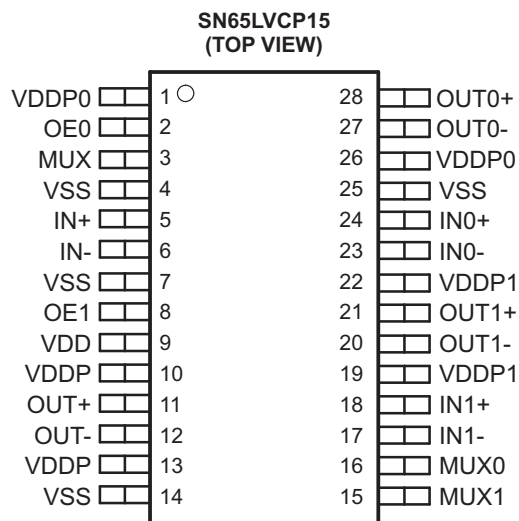 SN65LVCP15
(TOP VIEW)
VDDP0 1 28 OUT0+
OE0 2 27 OUT0-
MUX 3 26 VDDP0
VSS 4 25 VSS
IN+ 5 24 IN0+
IN- 6 23 IN0-
VSS 7 22 VDDP1
OE1 8 21 OUT1+
VDD 9 20 OUT1-
VDDP 10 19 VDDP1
OUT+ 11 18 IN1+
OUT- 12 17 IN1-
VDDP 13 16 MUX0
VSS 14 15 MUX1